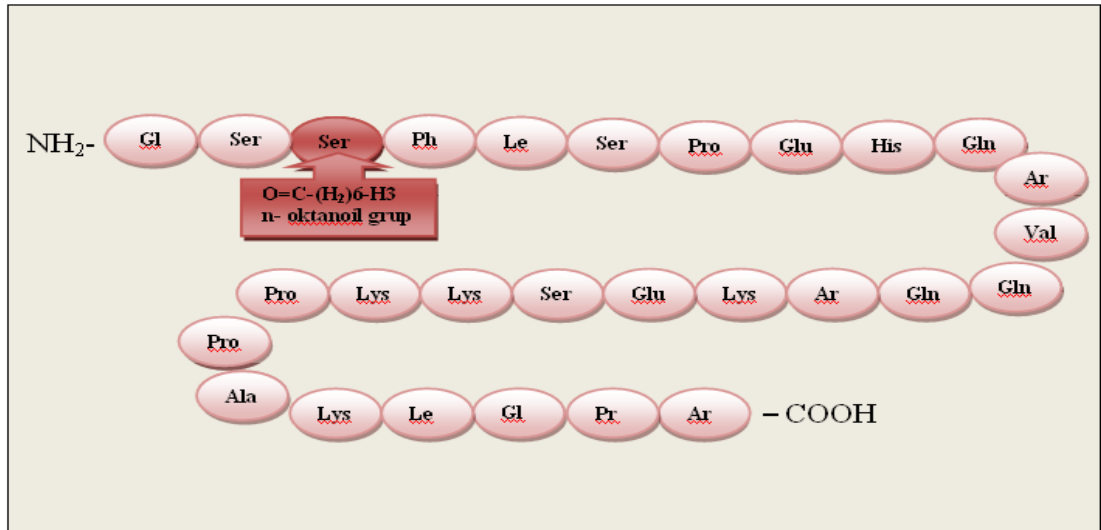 NH₂- Gl Ser Ser Ph Le Ser Pro Glu His Gln
Ar
O=C-(H₂)6-H3
n- oktanoil grup
Val
Pro Lys Lys Ser Glu Lys Ar Gln Gln
Pro
Ala
Lys Le Gl Pr Ar – COOH